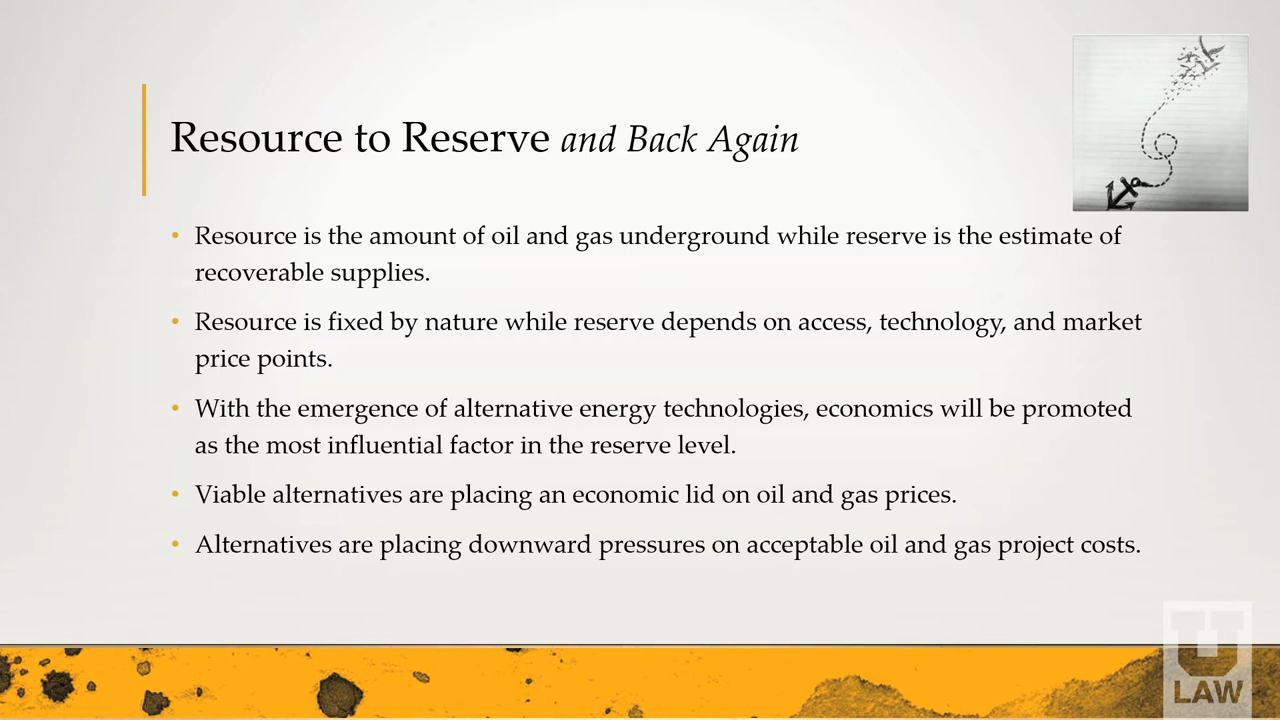 Resource to Reserve and Back Again
• Resource is the amount of oil and gas underground while reserve is the estimate of
recoverable supplies.
• Resource is fixed by nature while reserve depends on access, technology, and market
price points.
• With the emergence of alternative energy technologies, economics will be promoted
as the most influential factor in the reserve level.
• Viable alternatives are placing an economic lid on oil and gas prices.
• Alternatives are placing downward pressures on acceptable oil and gas project costs.
U
LAW